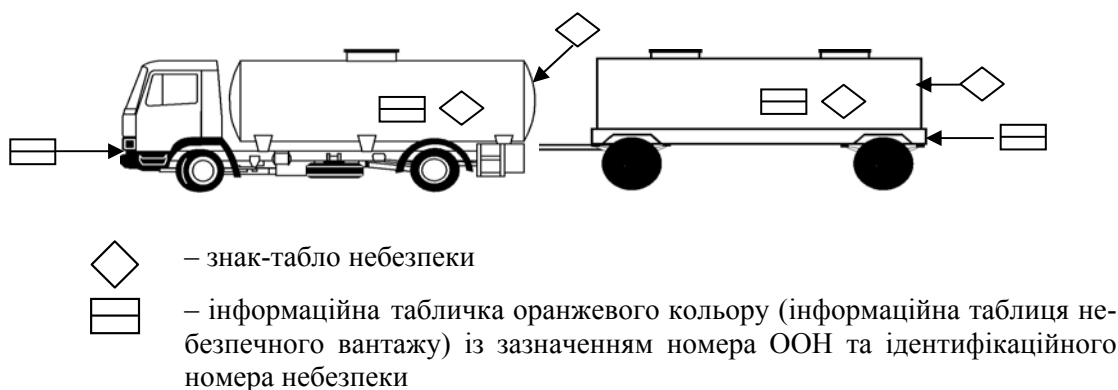 – знак-табло небезпеки
– інформаційна табличка оранжевого кольору (інформаційна таблиця не-
безпечного вантажу) із зазначенням номера ООН та ідентифікаційного
номера небезпеки